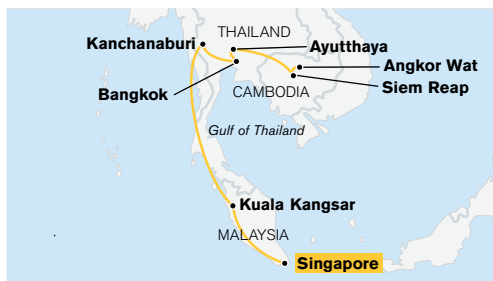 THAILAND
Kanchanaburi
Ayutthaya
Angkor Wat
Bangkok
Siem Reap
CAMBODIA
Gulf of Thailand
Kuala Kangsar
MALAYSIA
Singapore